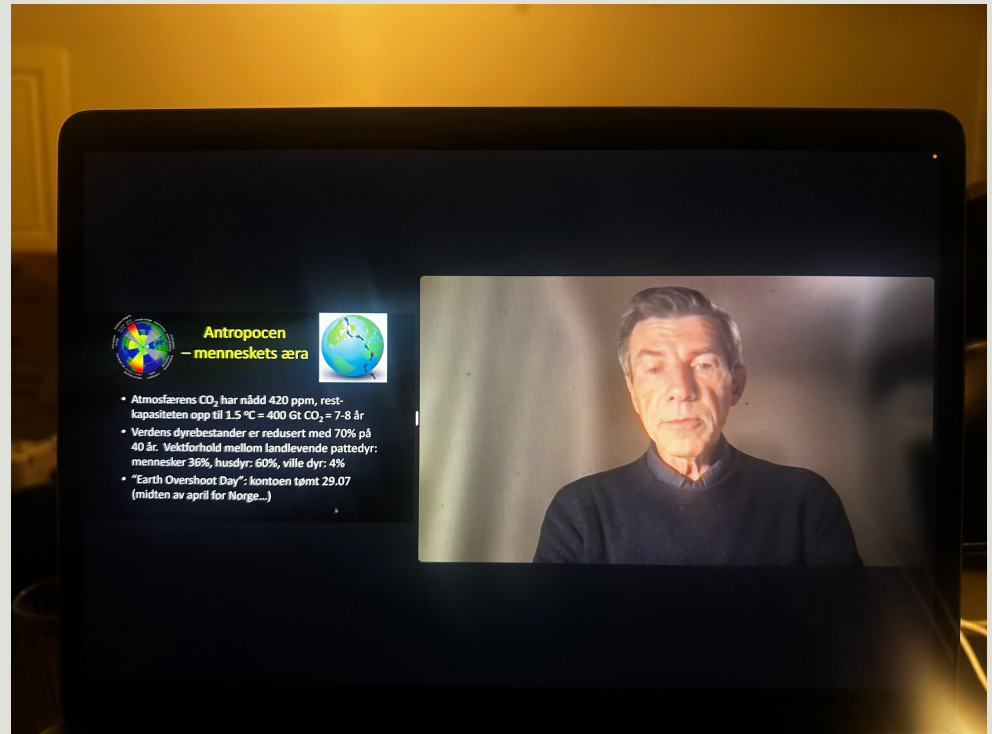 Antropocen
– menneskets æra
• Atmosfærens CO₂ har nådd 420 ppm, rest-
kapasiteten opp til 1.5 °C = 400 Gt CO₂ = 7-8 år
• Verdens dyrebestander er redusert med 70% på
40 år. Vektforhold mellom landlevende pattedyr:
mennesker 36%, husdyr: 60%, ville dyr: 4%
• “Earth Overshoot Day”: kontoen tømt 29.07
(midten av april for Norge...)